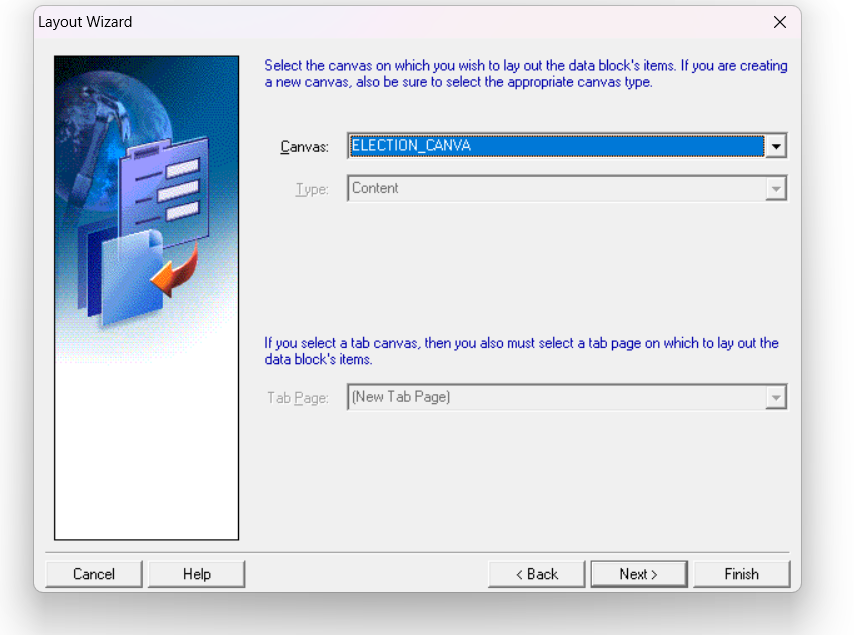 Layout Wizard
Select the canvas on which you wish to lay out the data block's items. If you are creating
a new canvas, also be sure to select the appropriate canvas type.
Canvas: ELECTION_CANVA
Type: Content
If you select a tab canvas, then you also must select a tab page on which to lay out the
data block's items.
Tab Page: (New Tab Page)
Cancel Help < Back Next > Finish